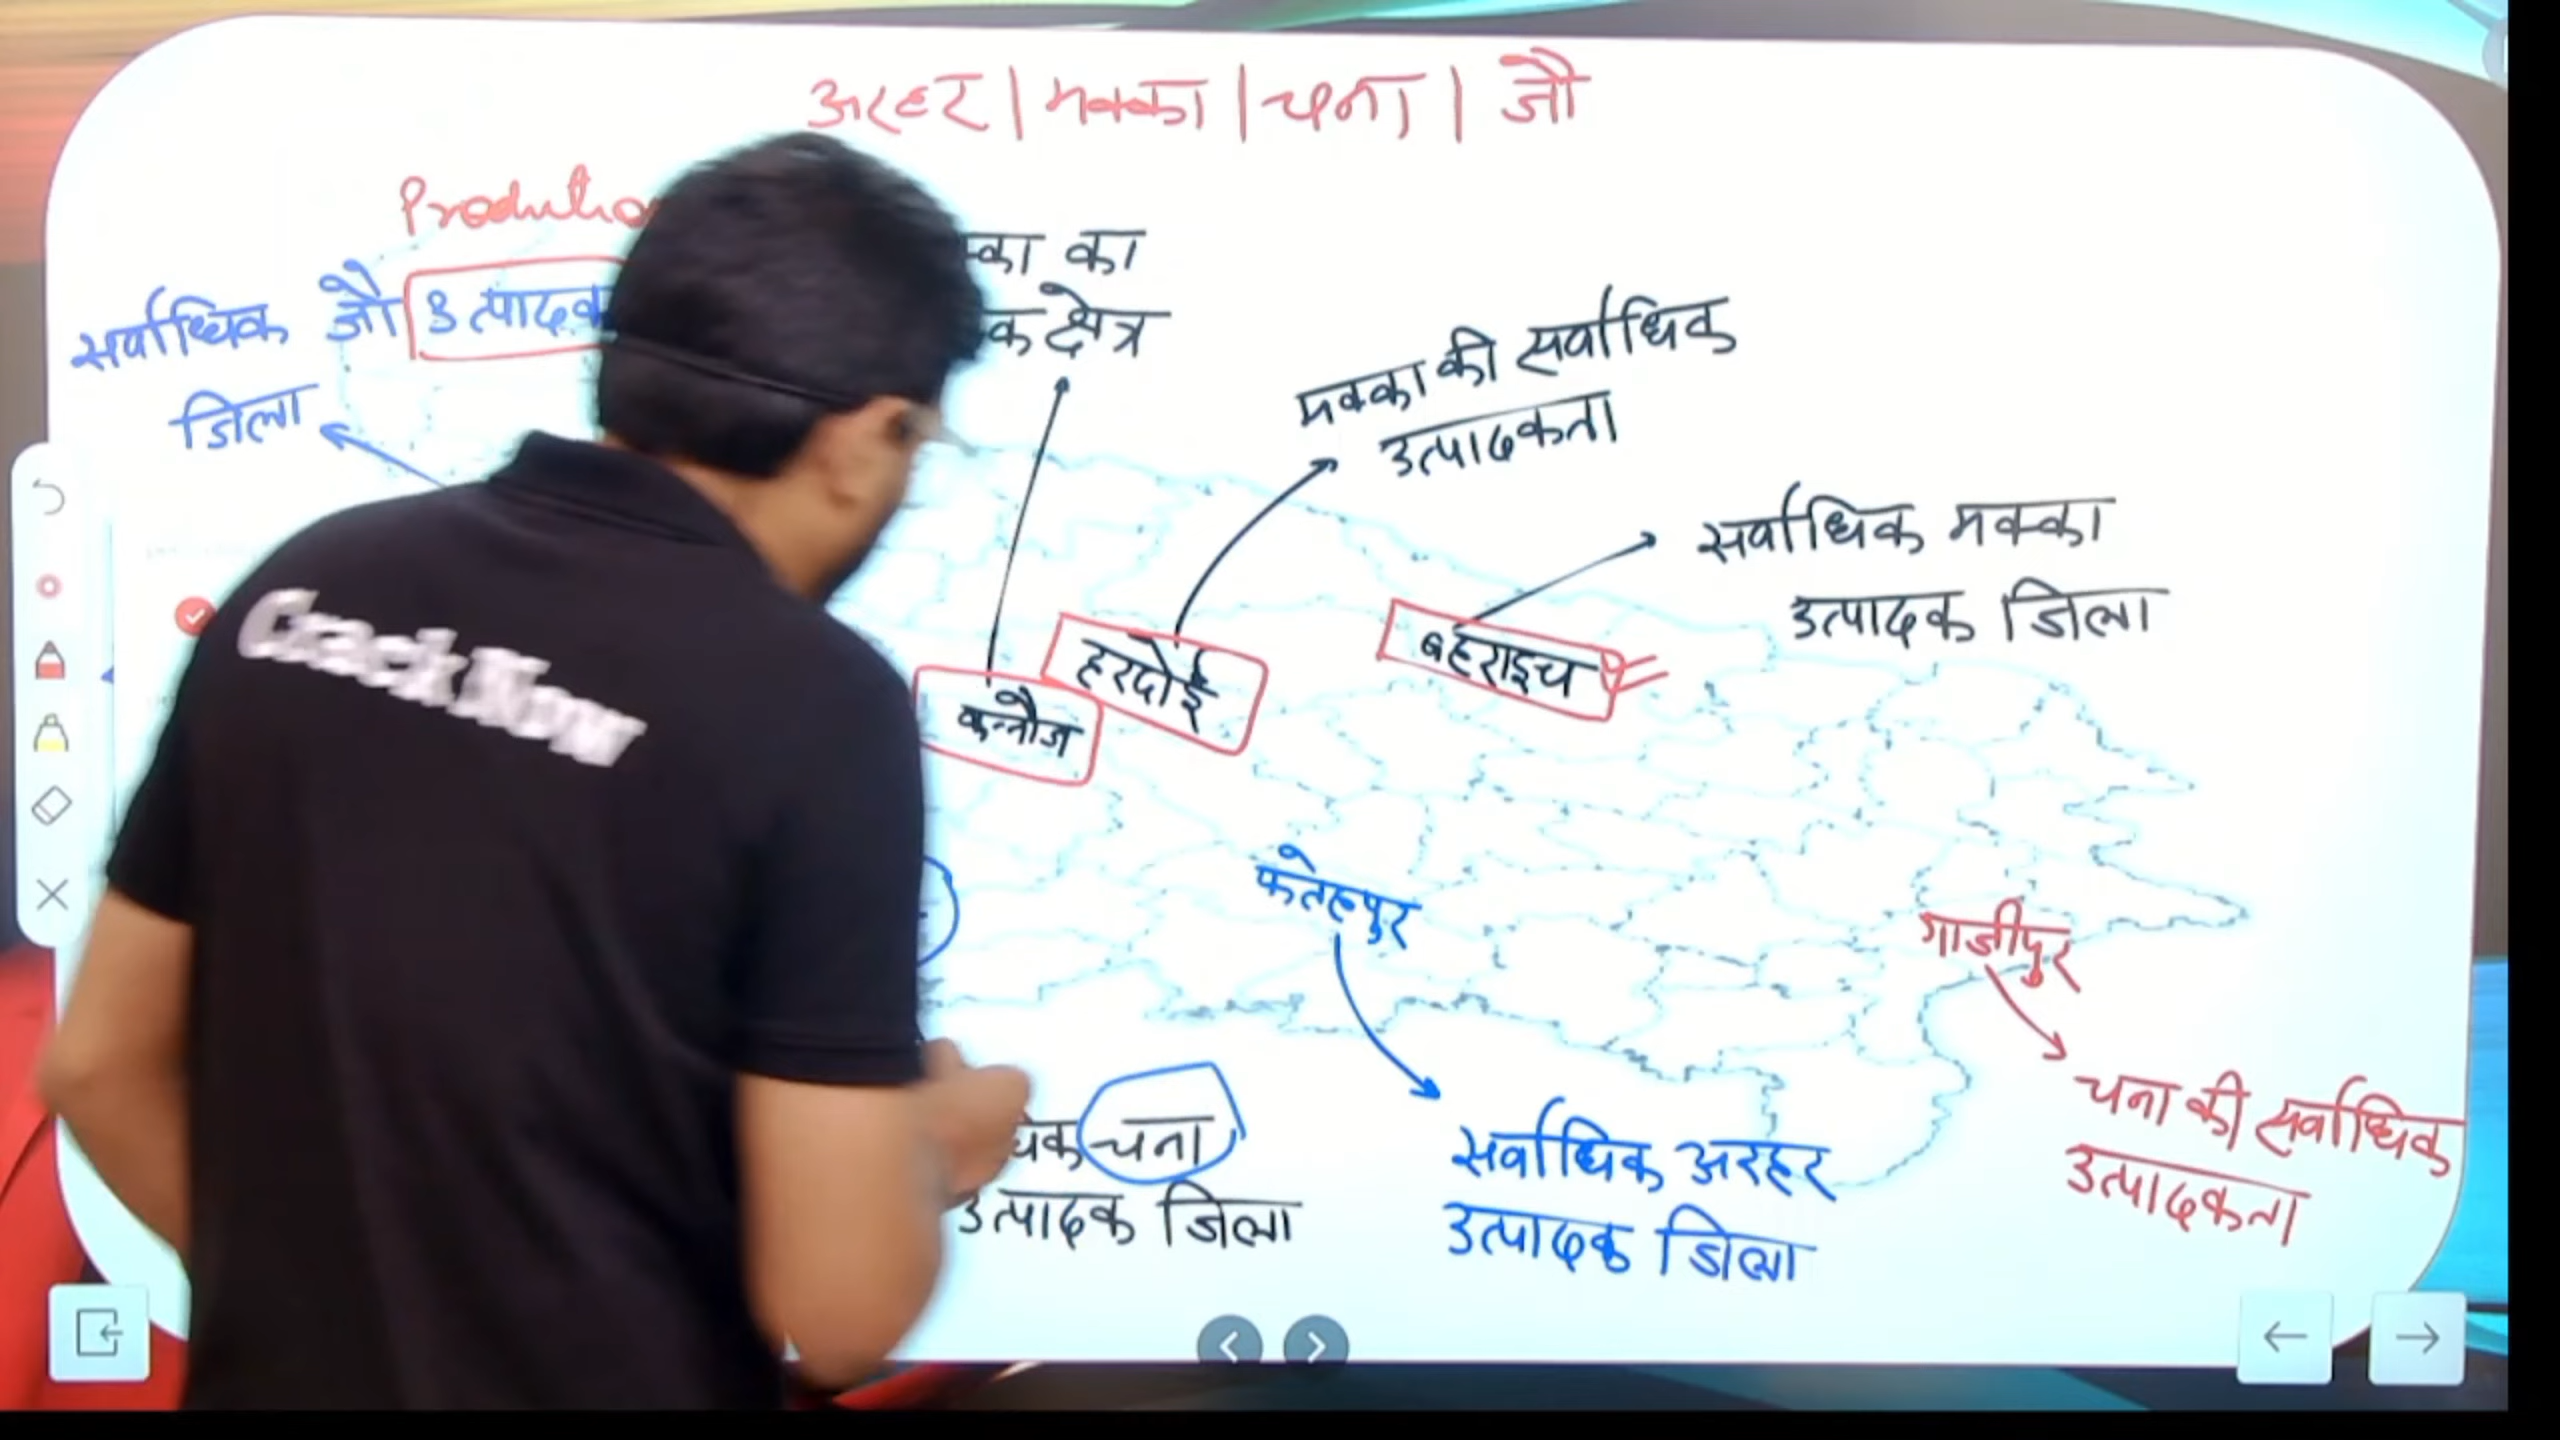 अरहर | मक्का | चना | जौ
सर्वाधिक जौ उत्पादक
जिला
का
क्षेत्र
मक्का की सर्वाधिक
उत्पादकता
सर्वाधिक मक्का
उत्पादक जिला
कन्नौज
हरदोई
बहराइच
CrackNow
फतेहपुर
गाजीपुर
चना
उत्पादक जिला
सर्वाधिक अरहर
उत्पादक जिला
चना की सर्वाधिक
उत्पादकता